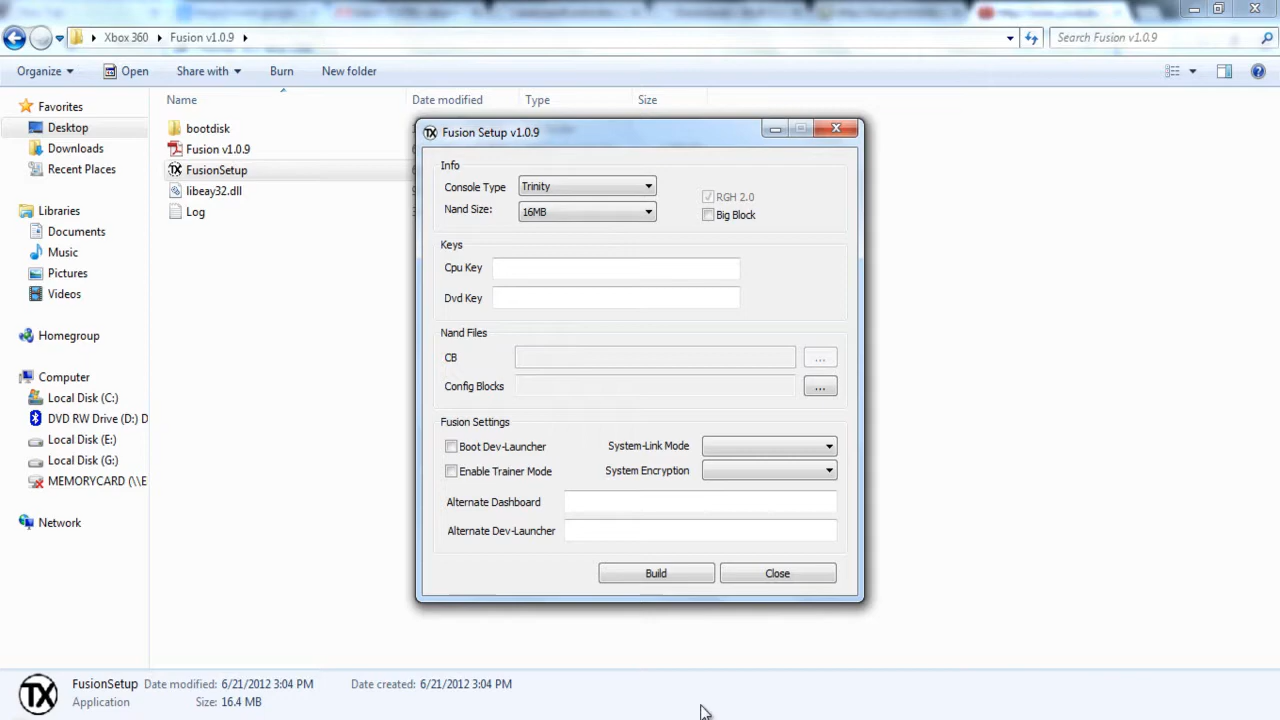 Xbox 360 Fusion v1.0.9 Search Fusion v1.0.9
Organize Open Share with Burn New folder
Favorites
Desktop
Downloads
Recent Places
Libraries
Documents
Music
Pictures
Videos
Homegroup
Computer
Local Disk (C:)
DVD RW Drive (D:) D
Local Disk (E:)
Local Disk (G:)
MEMORYCARD (\\E
Network
Name Date modified Type Size
bootdisk
Fusion v1.0.9
FusionSetup
libeay32.dll
Log
TX Fusion Setup v1.0.9
Info
Console Type Trinity
RGH 2.0
Nand Size: 16MB
Big Block
Keys
Cpu Key
Dvd Key
Nand Files
CB ...
Config Blocks ...
Fusion Settings
Boot Dev-Launcher System-Link Mode
Enable Trainer Mode System Encryption
Alternate Dashboard
Alternate Dev-Launcher
Build Close
TX
FusionSetup Date modified: 6/21/2012 3:04 PM Date created: 6/21/2012 3:04 PM
Application Size: 16.4 MB